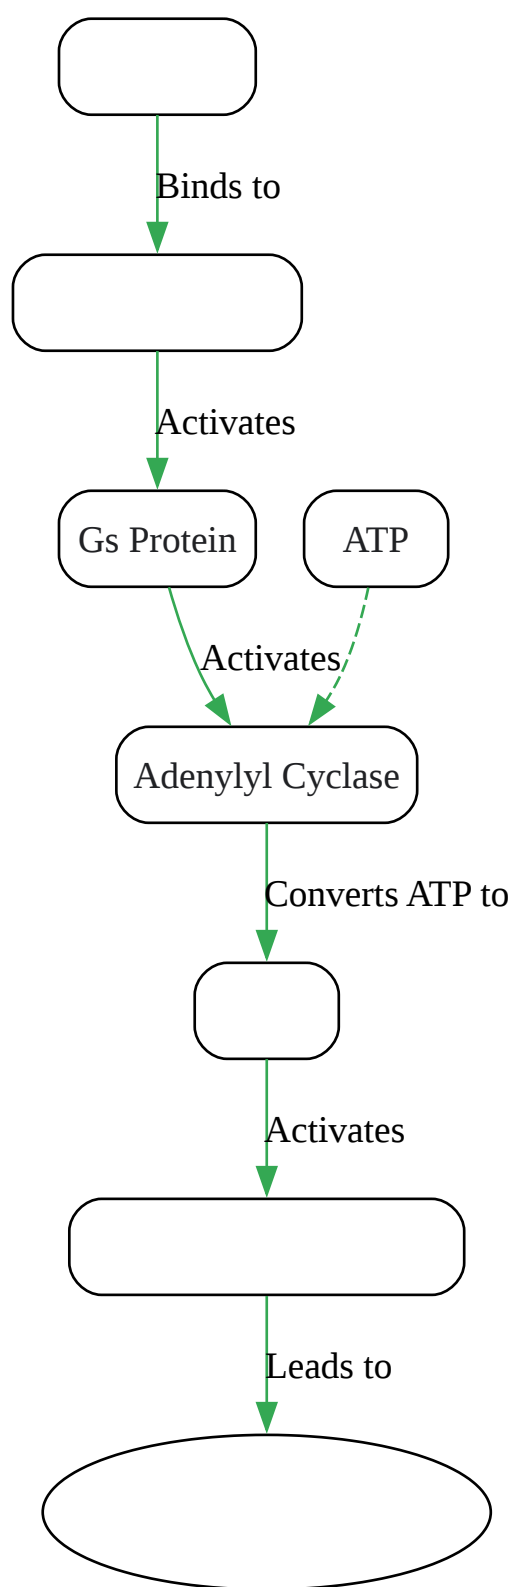 Binds to
Activates
Gs Protein
ATP
Activates
Adenylyl Cyclase
Converts ATP to
Activates
Leads to